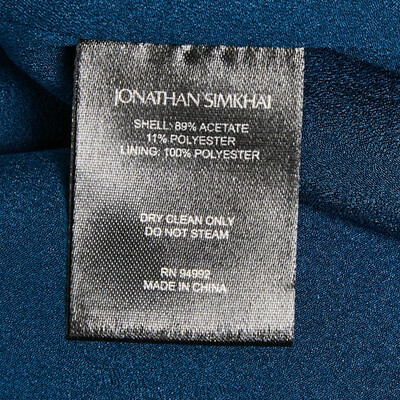 JONATHAN SIMKHAI
SHELL: 89% ACETATE
11% POLYESTER
LINING: 100% POLYESTER
DRY CLEAN ONLY
DO NOT STEAM
RN 94992
MADE IN CHINA